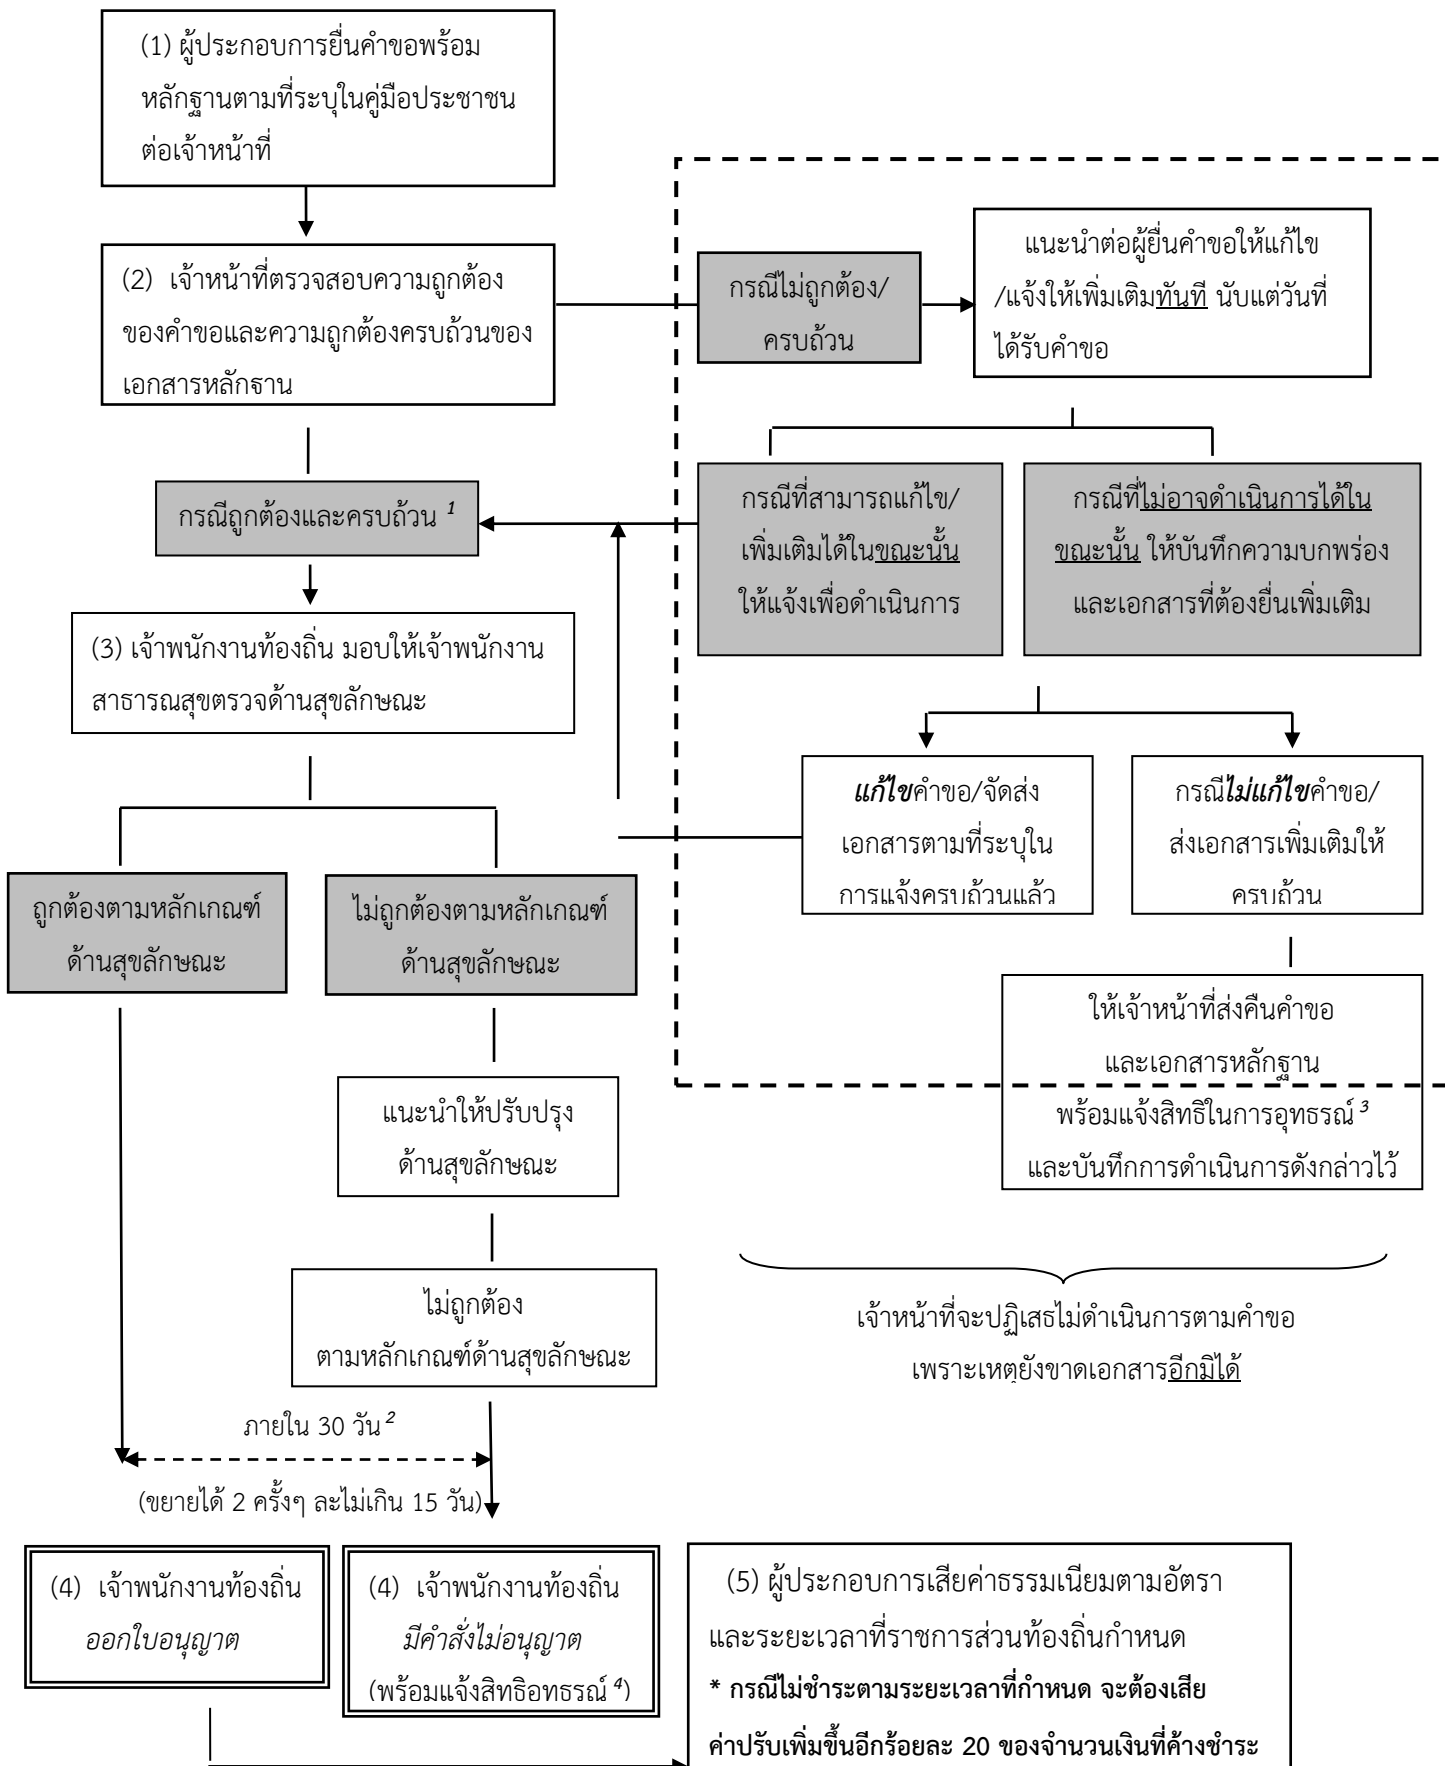 (1) ผู้ประกอบการยื่นคำขอพร้อม
หลักฐานตามที่ระบุในคู่มือประชาชน
ต่อเจ้าหน้าที่
(2) เจ้าหน้าที่ตรวจสอบความถูกต้อง
ของคำขอและความถูกต้องครบถ้วนของ
เอกสารหลักฐาน
กรณีไม่ถูกต้อง/
ครบถ้วน
แนะนำต่อผู้ยื่นคำขอให้แก้ไข
/แจ้งให้เพิ่มเติมทันที นับแต่วันที่
ได้รับคำขอ
กรณีถูกต้องและครบถ้วน 1
กรณีที่สามารถแก้ไข/
เพิ่มเติมได้ในขณะนั้น
ให้แจ้งเพื่อดำเนินการ
กรณีที่ไม่อาจดำเนินการได้ใน
ขณะนั้น ให้บันทึกความบกพร่อง
และเอกสารที่ต้องยื่นเพิ่มเติม
(3) เจ้าพนักงานท้องถิ่น มอบให้เจ้าพนักงาน
สาธารณสุขตรวจด้านสุขลักษณะ
แก้ไขคำขอ/จัดส่ง
เอกสารตามที่ระบุใน
การแจ้งครบถ้วนแล้ว
กรณีไม่แก้ไขคำขอ/
ส่งเอกสารเพิ่มเติมให้
ครบถ้วน
ถูกต้องตามหลักเกณฑ์
ด้านสุขลักษณะ
ไม่ถูกต้องตามหลักเกณฑ์
ด้านสุขลักษณะ
ให้เจ้าหน้าที่ส่งคืนคำขอ
และเอกสารหลักฐาน
พร้อมแจ้งสิทธิในการอุทธรณ์ 3
และบันทึกการดำเนินการดังกล่าวไว้
แนะนำให้ปรับปรุง
ด้านสุขลักษณะ
ไม่ถูกต้อง
ตามหลักเกณฑ์ด้านสุขลักษณะ
เจ้าหน้าที่จะปฏิเสธไม่ดำเนินการตามคำขอ
เพราะเหตุยังขาดเอกสารอีกมิได้
ภายใน 30 วัน 2
(ขยายได้ 2 ครั้งๆ ละไม่เกิน 15 วัน)
(4) เจ้าพนักงานท้องถิ่น
ออกใบอนุญาต
(4) เจ้าพนักงานท้องถิ่น
มีคำสั่งไม่อนุญาต
(พร้อมแจ้งสิทธิอุทธรณ์ 4)
(5) ผู้ประกอบการเสียค่าธรรมเนียมตามอัตรา
และระยะเวลาที่ราชการส่วนท้องถิ่นกำหนด
* กรณีไม่ชำระตามระยะเวลาที่กำหนด จะต้องเสีย
ค่าปรับเพิ่มขึ้นอีกร้อยละ 20 ของจำนวนเงินที่ค้างชำระ